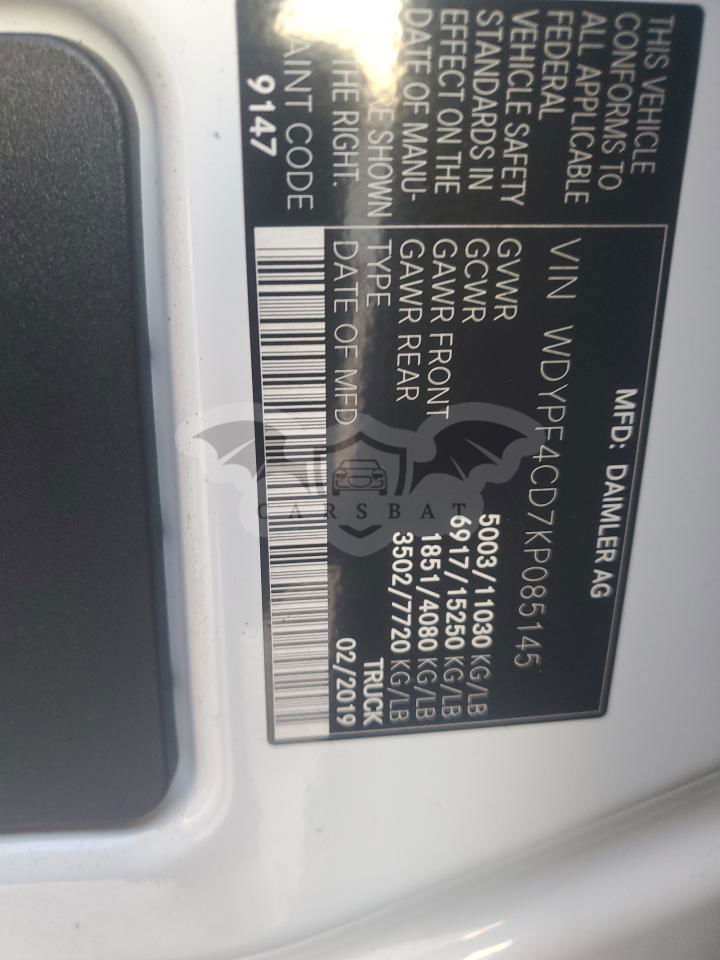 MFD: DAIMLER AG
VIN WDYPF4CD7KP085145
GVWR 5003/11030 KG/LB
GCWR 6917/15250 KG/LB
GAWR FRONT 1851/4080 KG/LB
GAWR REAR 3502/7720 KG/LB
TYPE TRUCK
DATE OF MFD 02/2019
THIS VEHICLE
CONFORMS TO
ALL APPLICABLE
FEDERAL
VEHICLE SAFETY
STANDARDS IN
EFFECT ON THE
DATE OF MANU-
SHOWN
THE RIGHT.
CODE
9147
CARSBAT